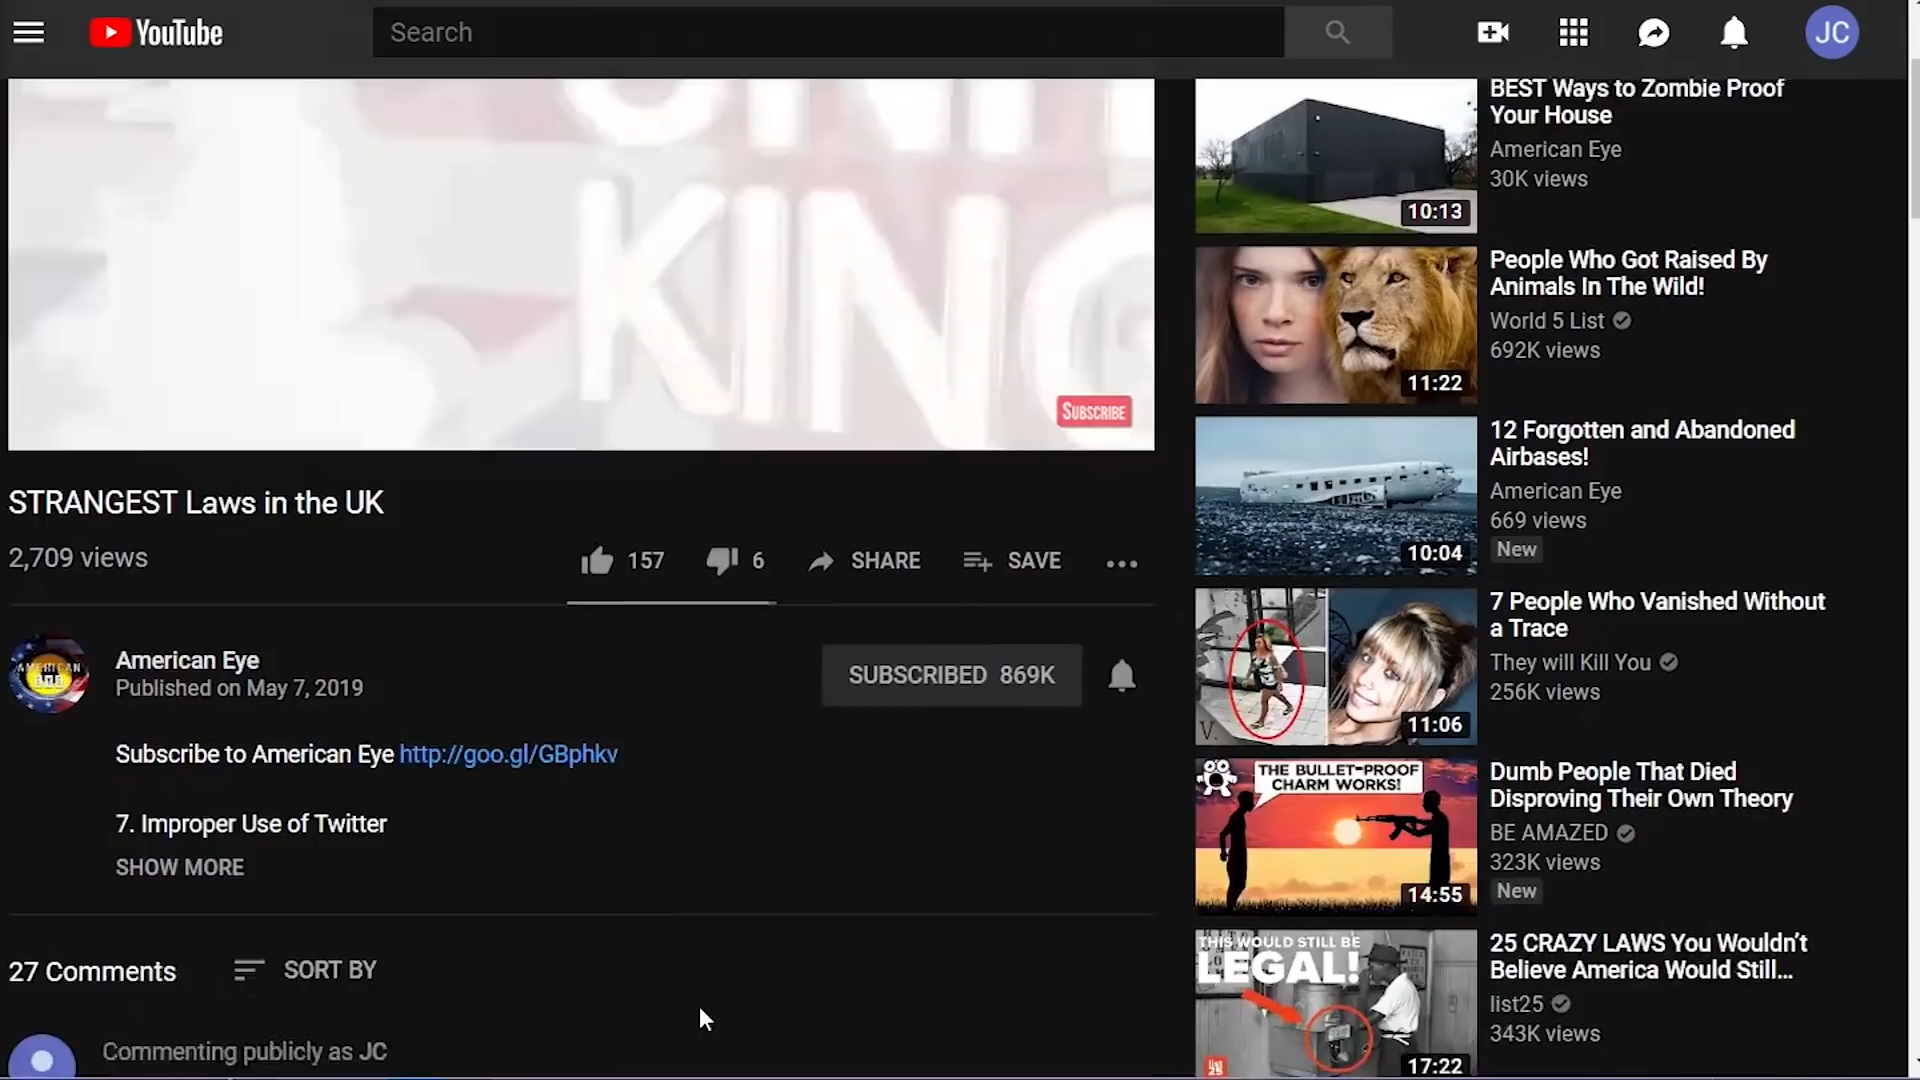 YouTube
Search
JC
KING
SUBSCRIBE
STRANGEST Laws in the UK
2,709 views
157
6
SHARE
SAVE
AMERICAN
American Eye
Published on May 7, 2019
SUBSCRIBED 869K
Subscribe to American Eye http://goo.gl/GBphkv
7. Improper Use of Twitter
SHOW MORE
27 Comments
SORT BY
Commenting publicly as JC
10:13
BEST Ways to Zombie Proof
Your House
American Eye
30K views
11:22
People Who Got Raised By
Animals In The Wild!
World 5 List
692K views
10:04
12 Forgotten and Abandoned
Airbases!
American Eye
669 views
New
V.
11:06
7 People Who Vanished Without
a Trace
They will Kill You
256K views
THE BULLET-PROOF
CHARM WORKS!
14:55
Dumb People That Died
Disproving Their Own Theory
BE AMAZED
323K views
New
THIS WOULD STILL BE
LEGAL!
list
25
17:22
25 CRAZY LAWS You Wouldn't
Believe America Would Still...
list25
343K views